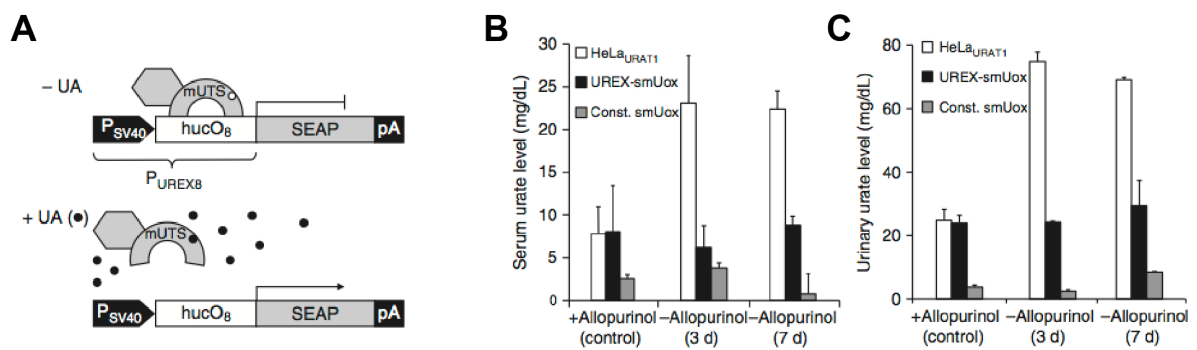 A
− UA
mUTS
PSV40 hucO8 SEAP pA
PUREX8
+ UA (•)
mUTS
PSV40 hucO8 SEAP pA
B
Serum urate level (mg/dL)
30
25
20
15
10
5
0
HeLaURAT1
UREX-smUox
Const. smUox
+Allopurinol
(control)
−Allopurinol
(3 d)
−Allopurinol
(7 d)
C
Urinary urate level (mg/dL)
80
60
40
20
0
HeLaURAT1
UREX-smUox
Const. smUox
+Allopurinol
(control)
−Allopurinol
(3 d)
−Allopurinol
(7 d)